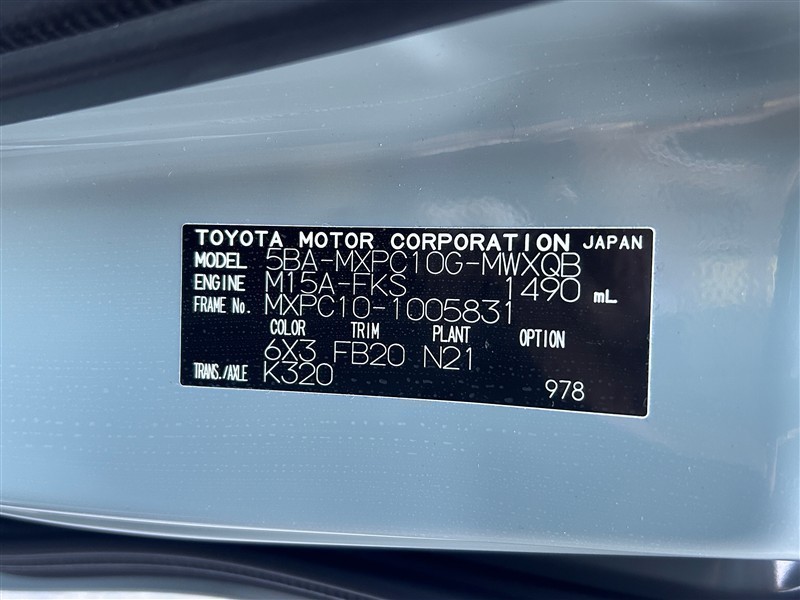 TOYOTA MOTOR CORPORATION JAPAN
MODEL 5BA-MXPC10G-MWXQB
ENGINE M15A-FKS 1490 mL
FRAME No. MXPC10-1005831
COLOR TRIM PLANT OPTION
6X3 FB20 N21
TRANS./AXLE K320
978